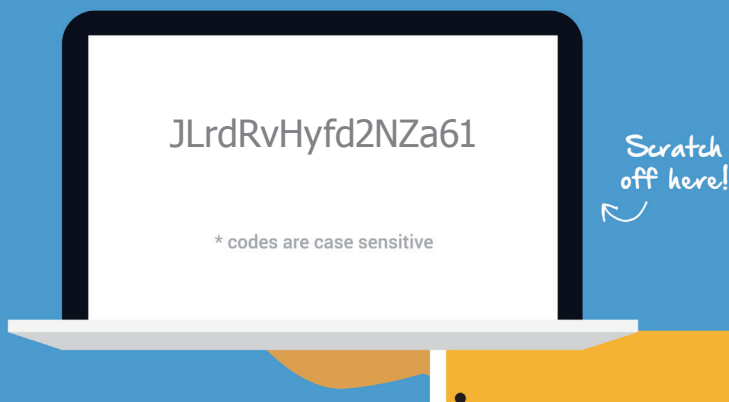 JLrdRvHyfd2NZa61
Scratch
off here!
* codes are case sensitive